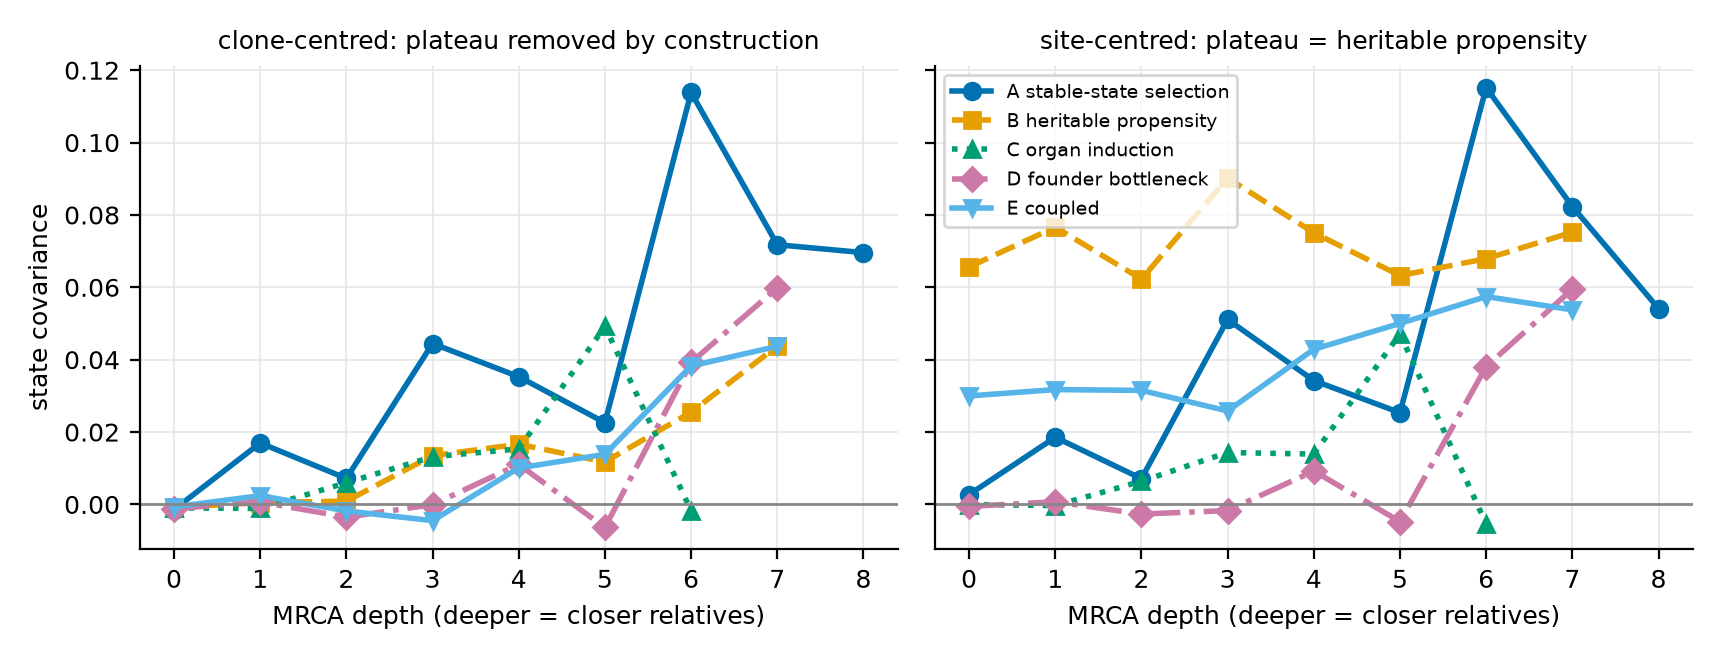 clone-centred: plateau removed by construction
site-centred: plateau = heritable propensity
state covariance
0.12
0.10
0.08
0.06
0.04
0.02
0.00
0 1 2 3 4 5 6 7 8
MRCA depth (deeper = closer relatives)
A stable-state selection
B heritable propensity
C organ induction
D founder bottleneck
E coupled
0 1 2 3 4 5 6 7 8
MRCA depth (deeper = closer relatives)